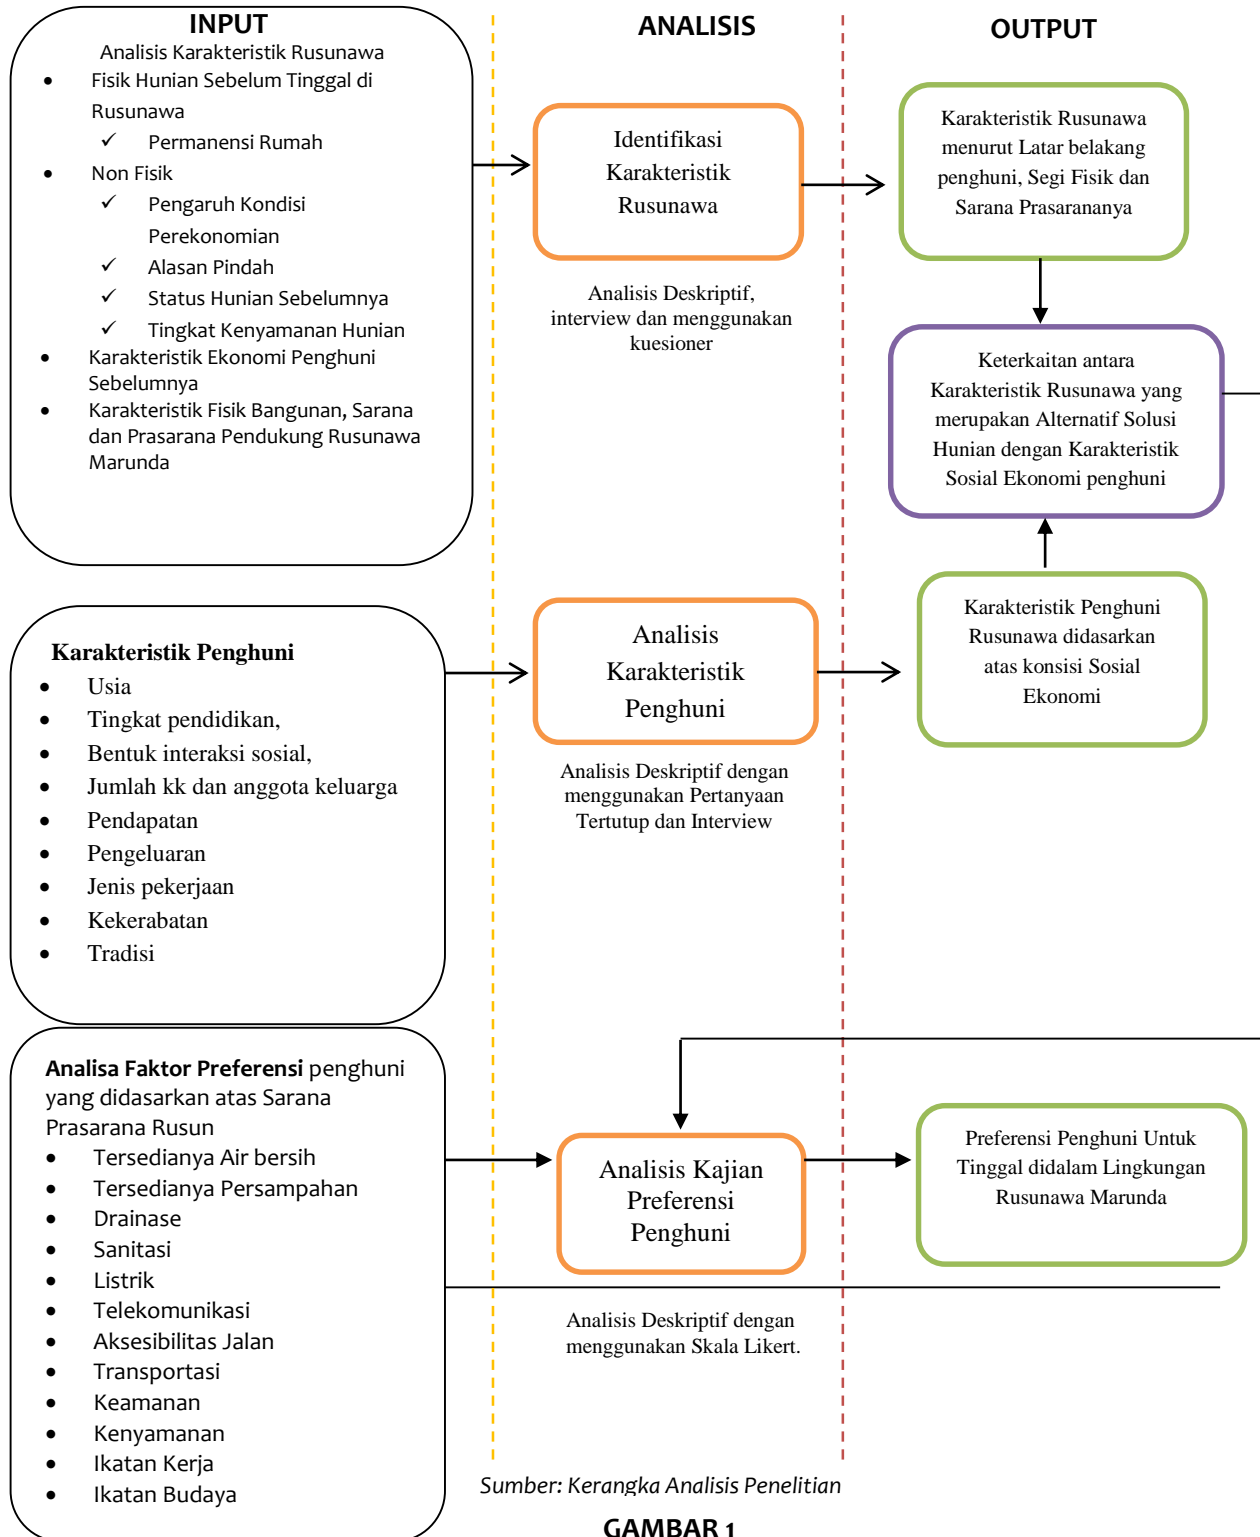 INPUT
Analisis Karakteristik Rusunawa
• Fisik Hunian Sebelum Tinggal di
Rusunawa
✓ Permanensi Rumah
• Non Fisik
✓ Pengaruh Kondisi
Perekonomian
✓ Alasan Pindah
✓ Status Hunian Sebelumnya
✓ Tingkat Kenyamanan Hunian
• Karakteristik Ekonomi Penghuni
Sebelumnya
• Karakteristik Fisik Bangunan, Sarana
dan Prasarana Pendukung Rusunawa
Marunda
ANALISIS
Identifikasi
Karakteristik
Rusunawa
Analisis Deskriptif,
interview dan menggunakan
kuesioner
OUTPUT
Karakteristik Rusunawa
menurut Latar belakang
penghuni, Segi Fisik dan
Sarana Prasarananya
Keterkaitan antara
Karakteristik Rusunawa yang
merupakan Alternatif Solusi
Hunian dengan Karakteristik
Sosial Ekonomi penghuni
Karakteristik Penghuni
• Usia
• Tingkat pendidikan,
• Bentuk interaksi sosial,
• Jumlah kk dan anggota keluarga
• Pendapatan
• Pengeluaran
• Jenis pekerjaan
• Kekerabatan
• Tradisi
Analisis
Karakteristik
Penghuni
Analisis Deskriptif dengan
menggunakan Pertanyaan
Tertutup dan Interview
Karakteristik Penghuni
Rusunawa didasarkan
atas konsisi Sosial
Ekonomi
Analisa Faktor Preferensi penghuni
yang didasarkan atas Sarana
Prasarana Rusun
• Tersedianya Air bersih
• Tersedianya Persampahan
• Drainase
• Sanitasi
• Listrik
• Telekomunikasi
• Aksesibilitas Jalan
• Transportasi
• Keamanan
• Kenyamanan
• Ikatan Kerja
• Ikatan Budaya
Analisis Kajian
Preferensi
Penghuni
Analisis Deskriptif dengan
menggunakan Skala Likert.
Preferensi Penghuni Untuk
Tinggal didalam Lingkungan
Rusunawa Marunda
Sumber: Kerangka Analisis Penelitian
GAMBAR 1